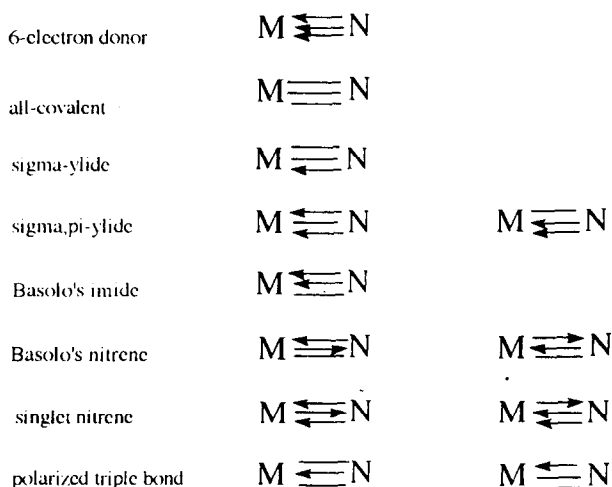 6-electron donor M N
all-covalent M N
sigma-ylide M N
sigma,pi-ylide M N M N
Basolo's imide M N
Basolo's nitrene M N M N
singlet nitrene M N M N
polarized triple bond M N M N